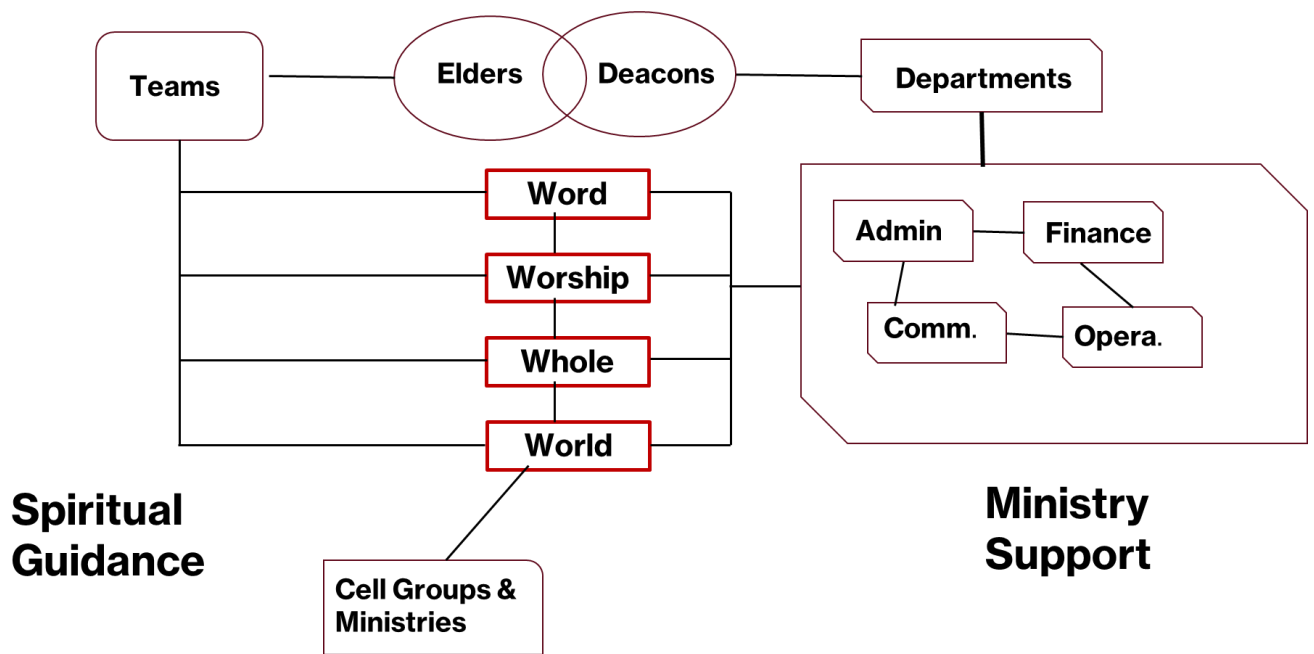 Teams
Elders
Deacons
Departments
Word
Worship
Whole
World
Admin
Finance
Comm.
Opera.
Spiritual
Guidance
Ministry
Support
Cell Groups &
Ministries